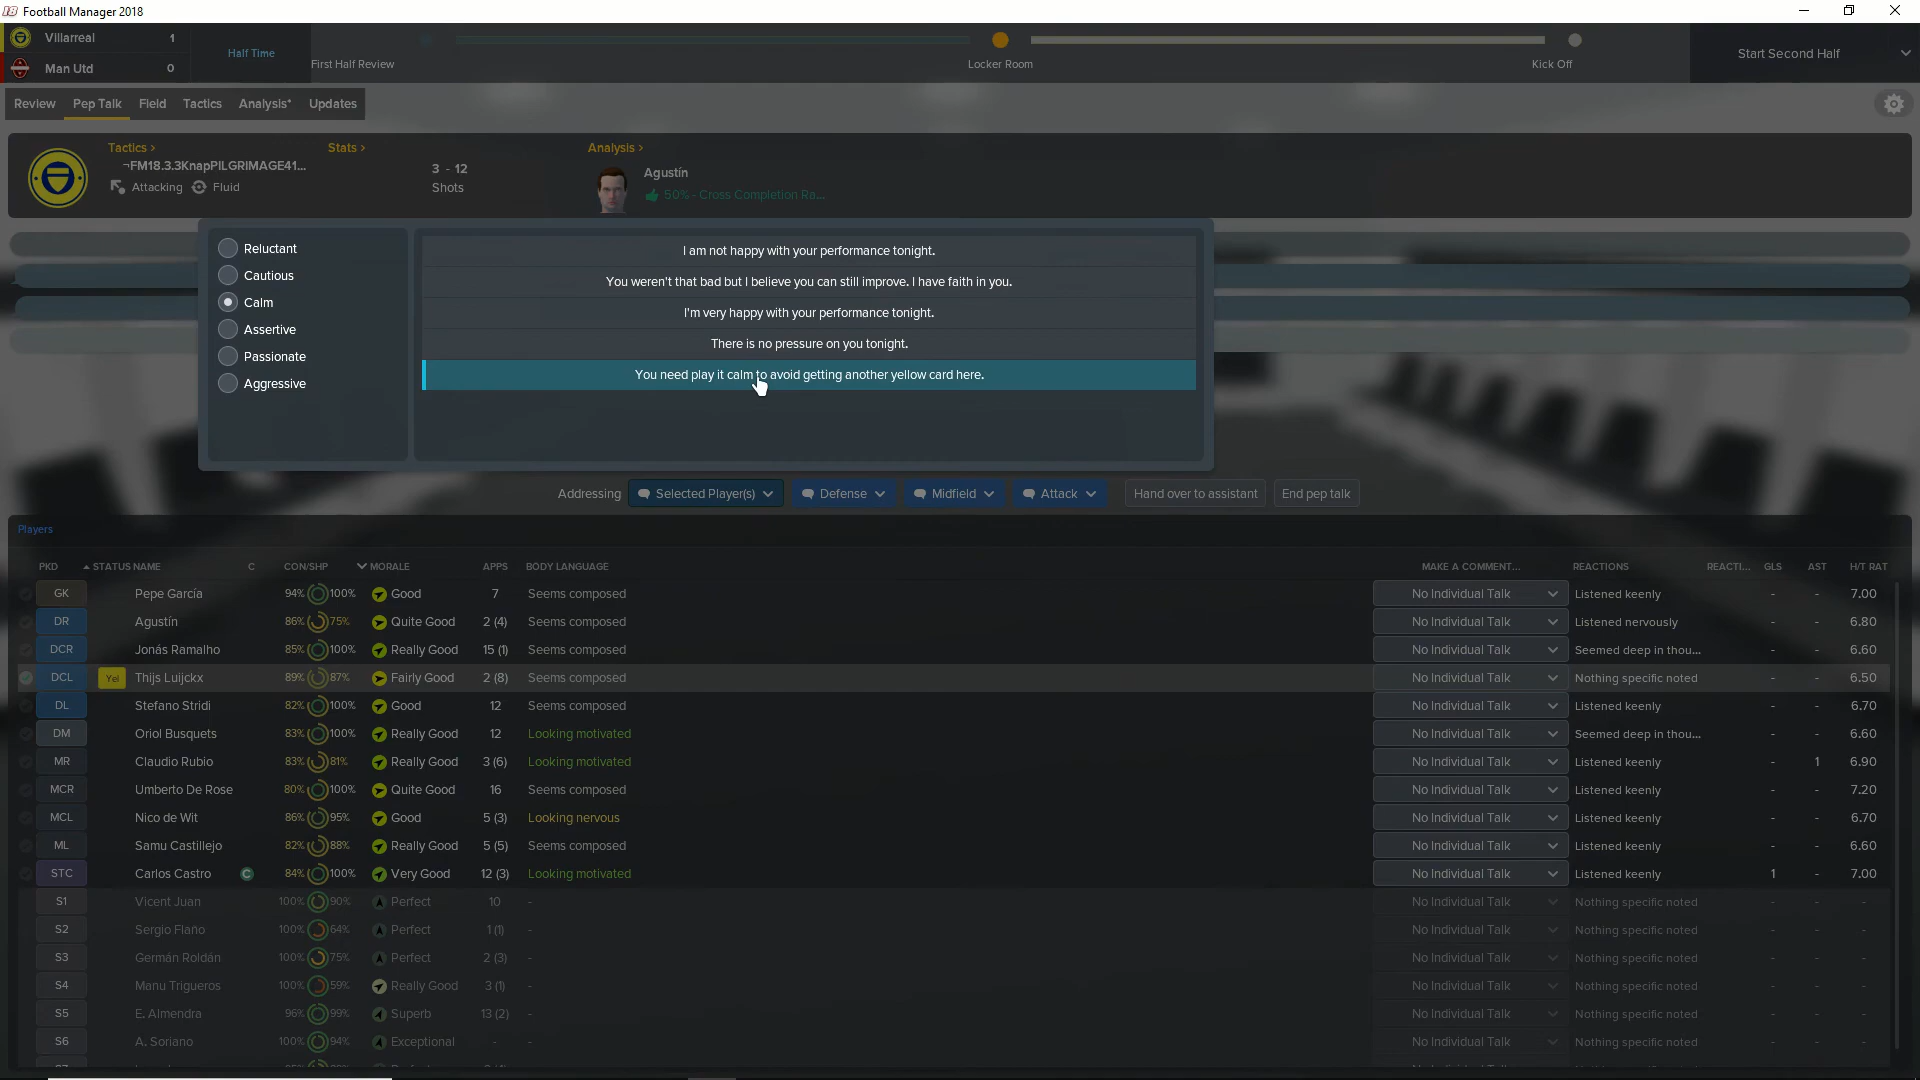 Football Manager 2018
Villarreal 1
Man Utd 0
Half Time
First Half Review
Locker Room
Kick Off
Start Second Half
Review Pep Talk Field Tactics Analysis* Updates
Tactics >
¬FM18.3.3KnapPILGRIMAGE41...
Attacking Fluid
Stats >
3 - 12
Shots
Analysis >
Agustín
50% - Cross Completion Ra...
Reluctant
Cautious
Calm
Assertive
Passionate
Aggressive
I am not happy with your performance tonight.
You weren't that bad but I believe you can still improve. I have faith in you.
I'm very happy with your performance tonight.
There is no pressure on you tonight.
You need play it calm to avoid getting another yellow card here.
Addressing Selected Player(s) Defense Midfield Attack Hand over to assistant End pep talk
Players
PKD STATUS NAME C CON/SHP MORALE APPS BODY LANGUAGE MAKE A COMMENT... REACTIONS REACTI... GLS AST H/T RAT
GK Pepe García 94% 100% Good 7 Seems composed No Individual Talk Listened keenly - - 7.00
DR Agustín 86% 75% Quite Good 2 (4) Seems composed No Individual Talk Listened nervously - - 6.80
DCR Jonás Ramalho 85% 100% Really Good 15 (1) Seems composed No Individual Talk Seemed deep in thou... - - 6.60
DCL Yel Thijs Luijckx 89% 87% Fairly Good 2 (8) Seems composed No Individual Talk Nothing specific noted - - 6.50
DL Stefano Stridi 82% 100% Good 12 Seems composed No Individual Talk Listened keenly - - 6.70
DM Oriol Busquets 83% 100% Really Good 12 Looking motivated No Individual Talk Seemed deep in thou... - - 6.60
MR Claudio Rubio 83% 81% Really Good 3 (6) Looking motivated No Individual Talk Listened keenly - 1 6.90
MCR Umberto De Rose 80% 100% Quite Good 16 Seems composed No Individual Talk Listened keenly - - 7.20
MCL Nico de Wit 86% 95% Good 5 (3) Looking nervous No Individual Talk Listened keenly - - 6.70
ML Samu Castillejo 82% 88% Really Good 5 (5) Seems composed No Individual Talk Listened keenly - - 6.60
STC Carlos Castro C 84% 100% Very Good 12 (3) Looking motivated No Individual Talk Listened keenly 1 - 7.00
S1 Vicent Juan 100% 90% Perfect 10 - No Individual Talk Nothing specific noted - - -
S2 Sergio Flaño 100% 64% Perfect 1 (1) - No Individual Talk Nothing specific noted - - -
S3 Germán Roldán 100% 75% Perfect 2 (3) - No Individual Talk Nothing specific noted - - -
S4 Manu Trigueros 100% 59% Really Good 3 (1) - No Individual Talk Nothing specific noted - - -
S5 E. Almendra 96% 99% Superb 13 (2) - No Individual Talk Nothing specific noted - - -
S6 A. Soriano 100% 94% Exceptional - - No Individual Talk Nothing specific noted - - -